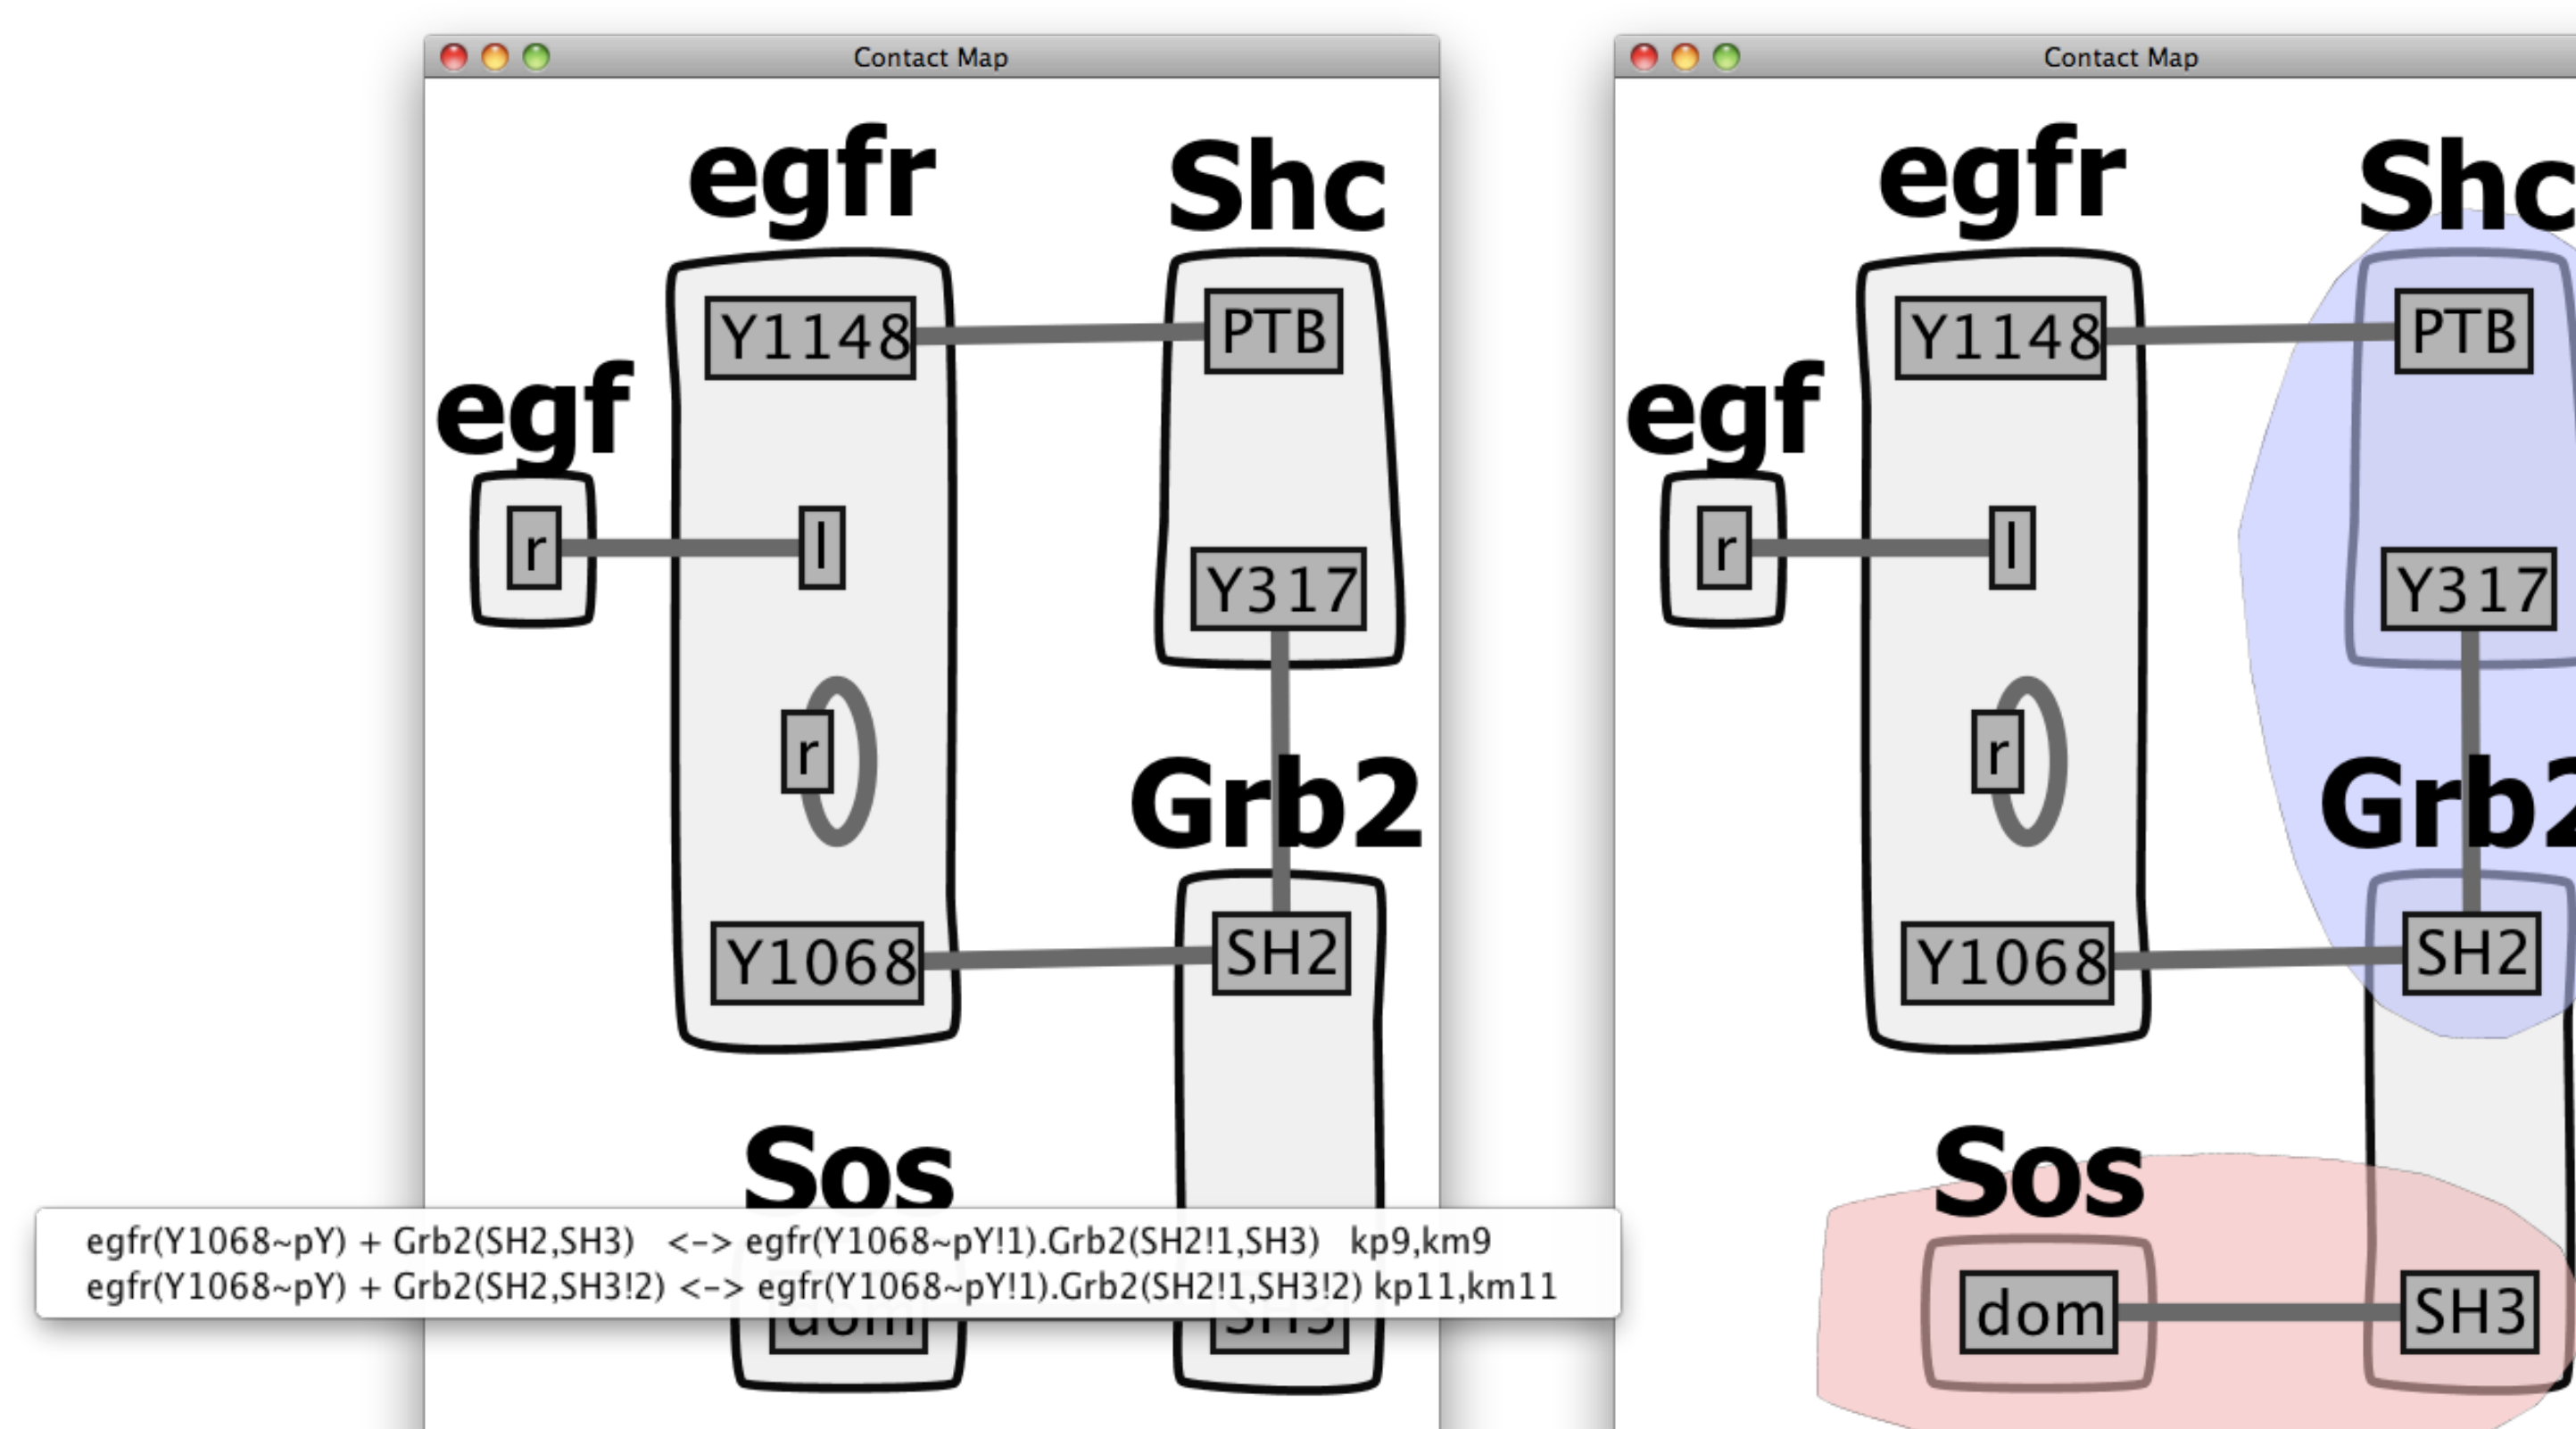 Contact Map
egfr
Shc
Y1148
PTB
egf
r
l
Y317
r
Grb2
Y1068
SH2
Sos
egfr(Y1068~pY) + Grb2(SH2,SH3) <-> egfr(Y1068~pY!1).Grb2(SH2!1,SH3) kp9,km9
egfr(Y1068~pY) + Grb2(SH2,SH3!2) <-> egfr(Y1068~pY!1).Grb2(SH2!1,SH3!2) kp11,km11
dom
SH3
Contact Map
egfr
Shc
Y1148
PTB
egf
r
l
Y317
r
Grb2
Y1068
SH2
Sos
dom
SH3